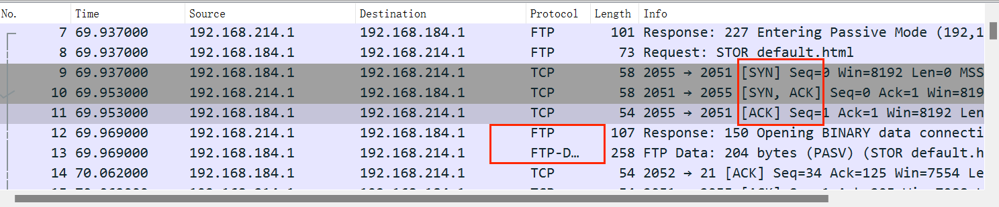 No. Time Source Destination Protocol Length Info
7 69.937000 192.168.214.1 192.168.184.1 FTP 101 Response: 227 Entering Passive Mode (192,1
8 69.937000 192.168.184.1 192.168.214.1 FTP 73 Request: STOR default.html
9 69.937000 192.168.184.1 192.168.214.1 TCP 58 2055 → 2051 [SYN] Seq=0 Win=8192 Len=0 MSS
10 69.953000 192.168.214.1 192.168.184.1 TCP 58 2051 → 2055 [SYN, ACK] Seq=0 Ack=1 Win=819
11 69.953000 192.168.184.1 192.168.214.1 TCP 54 2055 → 2051 [ACK] Seq=1 Ack=1 Win=8192 Len
12 69.969000 192.168.214.1 192.168.184.1 FTP 107 Response: 150 Opening BINARY data connecti
13 69.969000 192.168.184.1 192.168.214.1 FTP-D… 258 FTP Data: 204 bytes (PASV) (STOR default.h
14 70.062000 192.168.184.1 192.168.214.1 TCP 54 2052 → 21 [ACK] Seq=34 Ack=125 Win=7554 Le